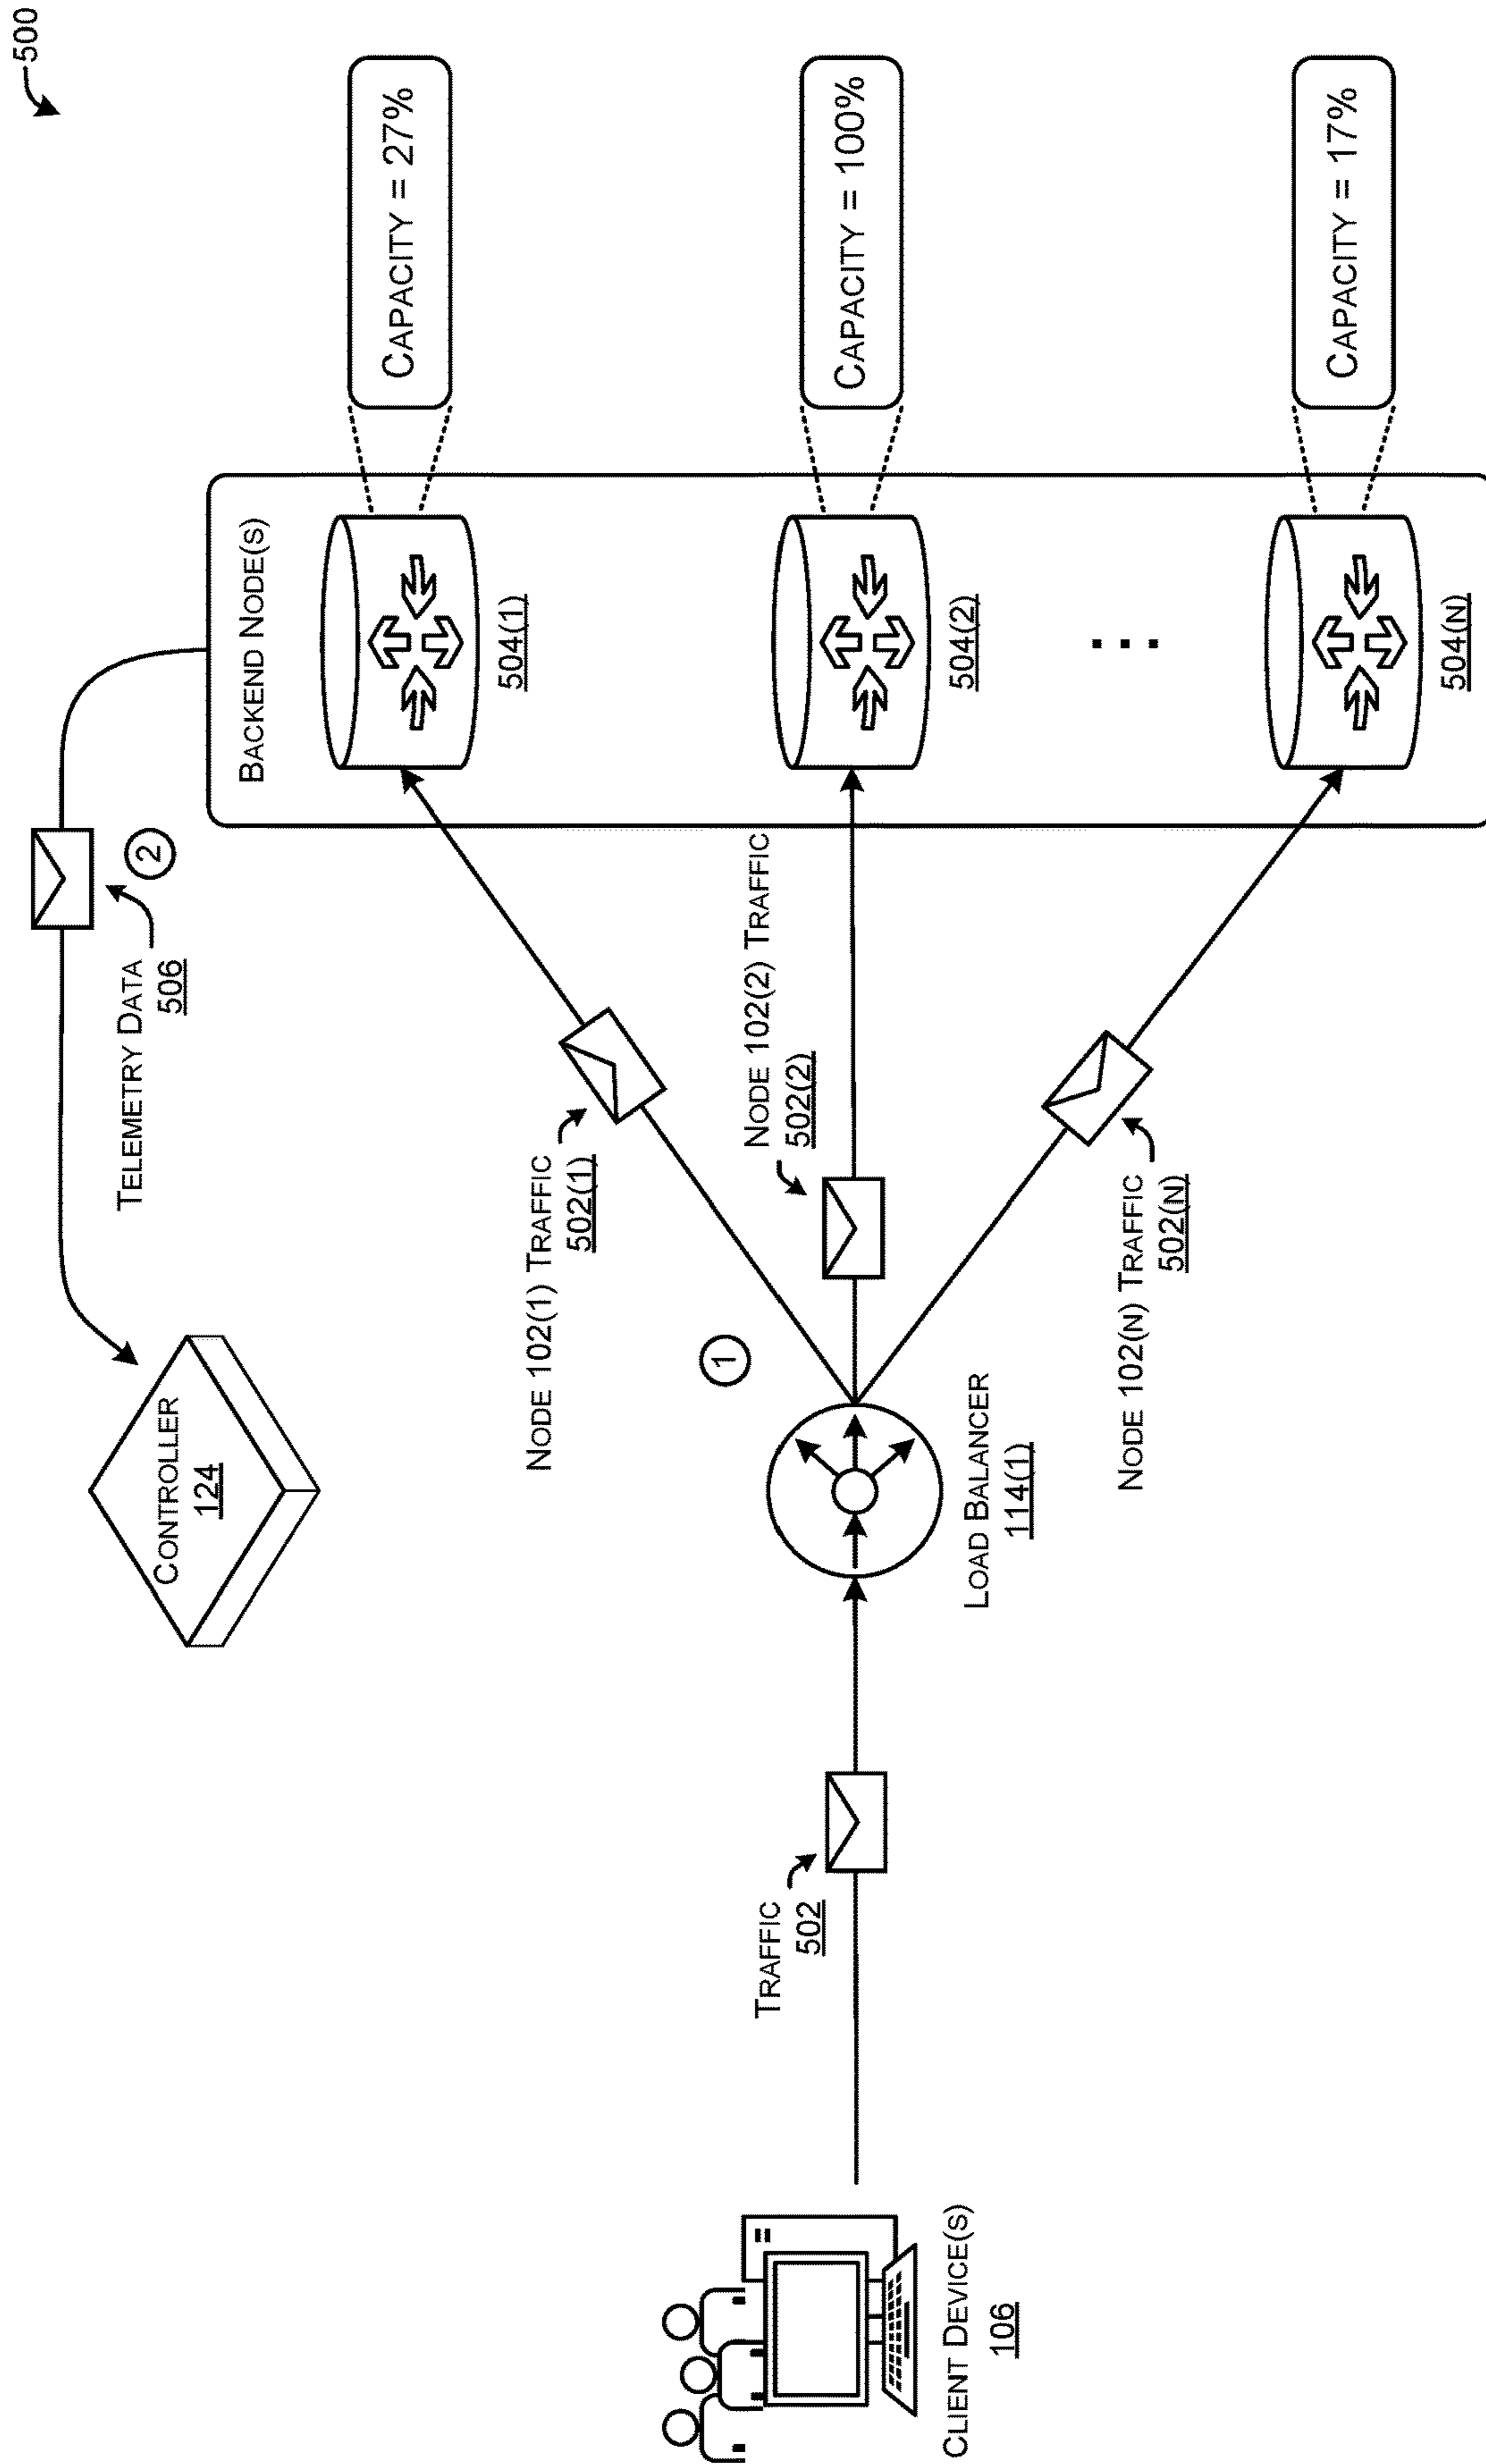 500
CONTROLLER
124
TELEMETRY DATA
506
2
BACKEND NODE(S)
CAPACITY = 27%
504(1)
NODE 102(1) TRAFFIC
502(1)
1
NODE 102(2) TRAFFIC
502(2)
CAPACITY = 100%
504(2)
TRAFFIC
502
LOAD BALANCER
114(1)
CLIENT DEVICE(S)
106
...
NODE 102(N) TRAFFIC
502(N)
CAPACITY = 17%
504(N)